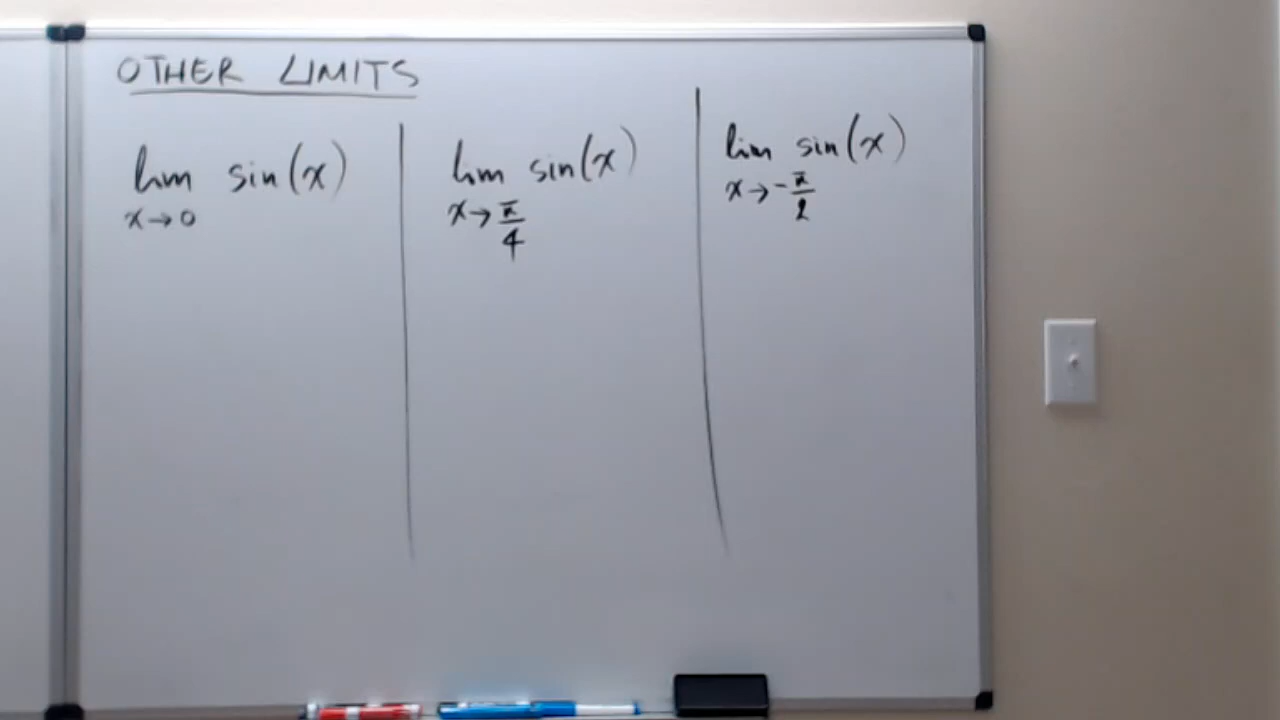 OTHER LIMITS
lim sin(x)
x→0
lim sin(x)
x→π/4
lim sin(x)
x→-π/2